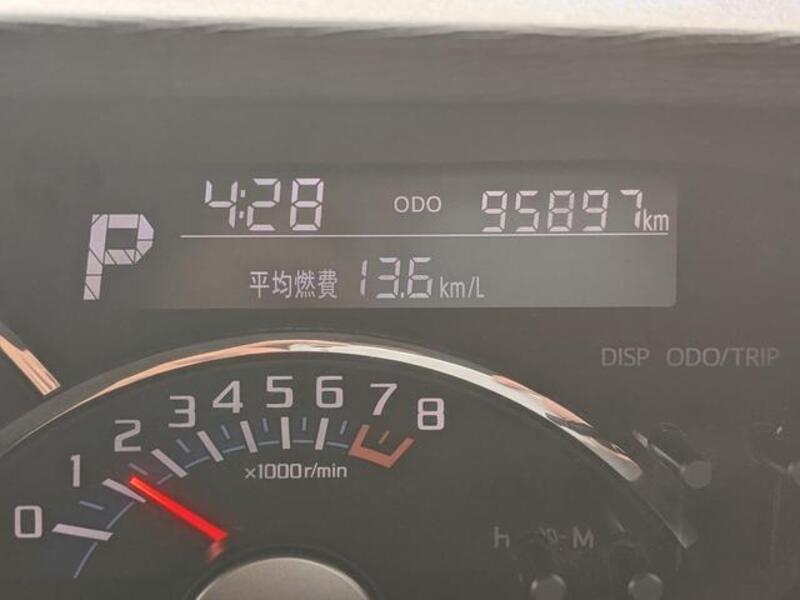 4:28 ODO 95897km
P
平均燃費 13.6 km/L
DISP ODO/TRIP
0 1 2 3 4 5 6 7 8
×1000r/min